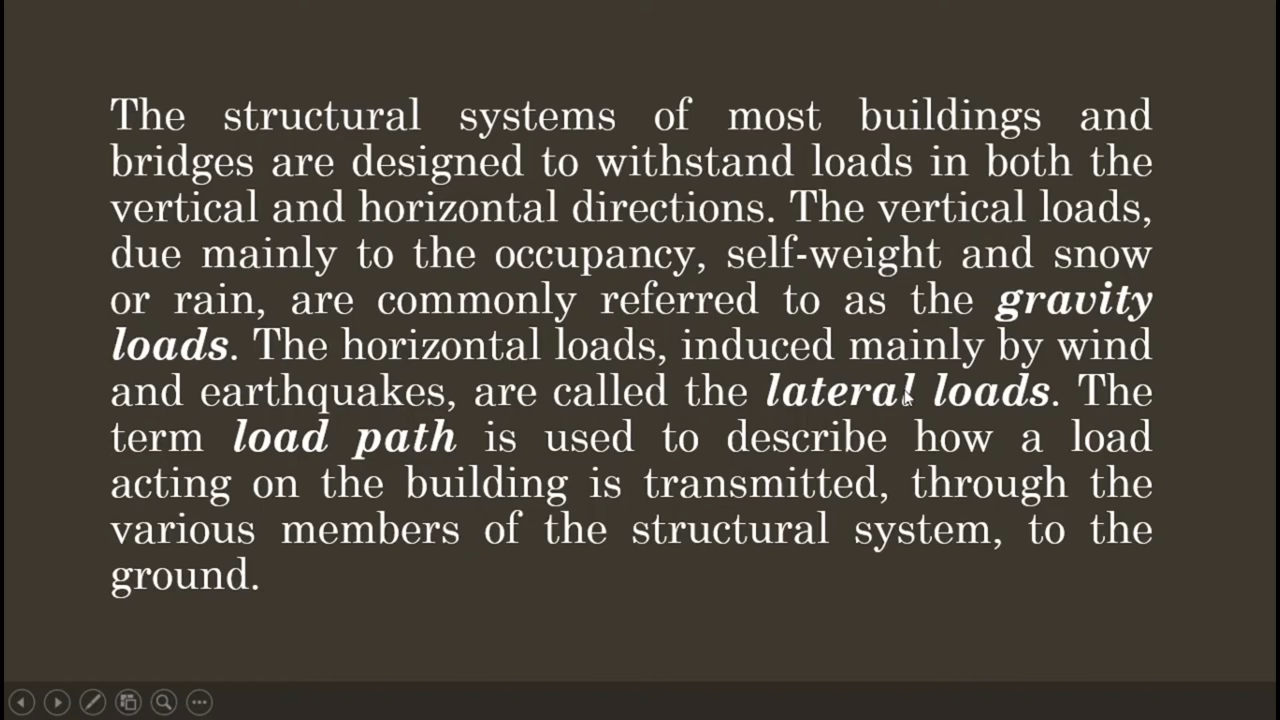 The structural systems of most buildings and
bridges are designed to withstand loads in both the
vertical and horizontal directions. The vertical loads,
due mainly to the occupancy, self-weight and snow
or rain, are commonly referred to as the gravity
loads. The horizontal loads, induced mainly by wind
and earthquakes, are called the lateral loads. The
term load path is used to describe how a load
acting on the building is transmitted, through the
various members of the structural system, to the
ground.